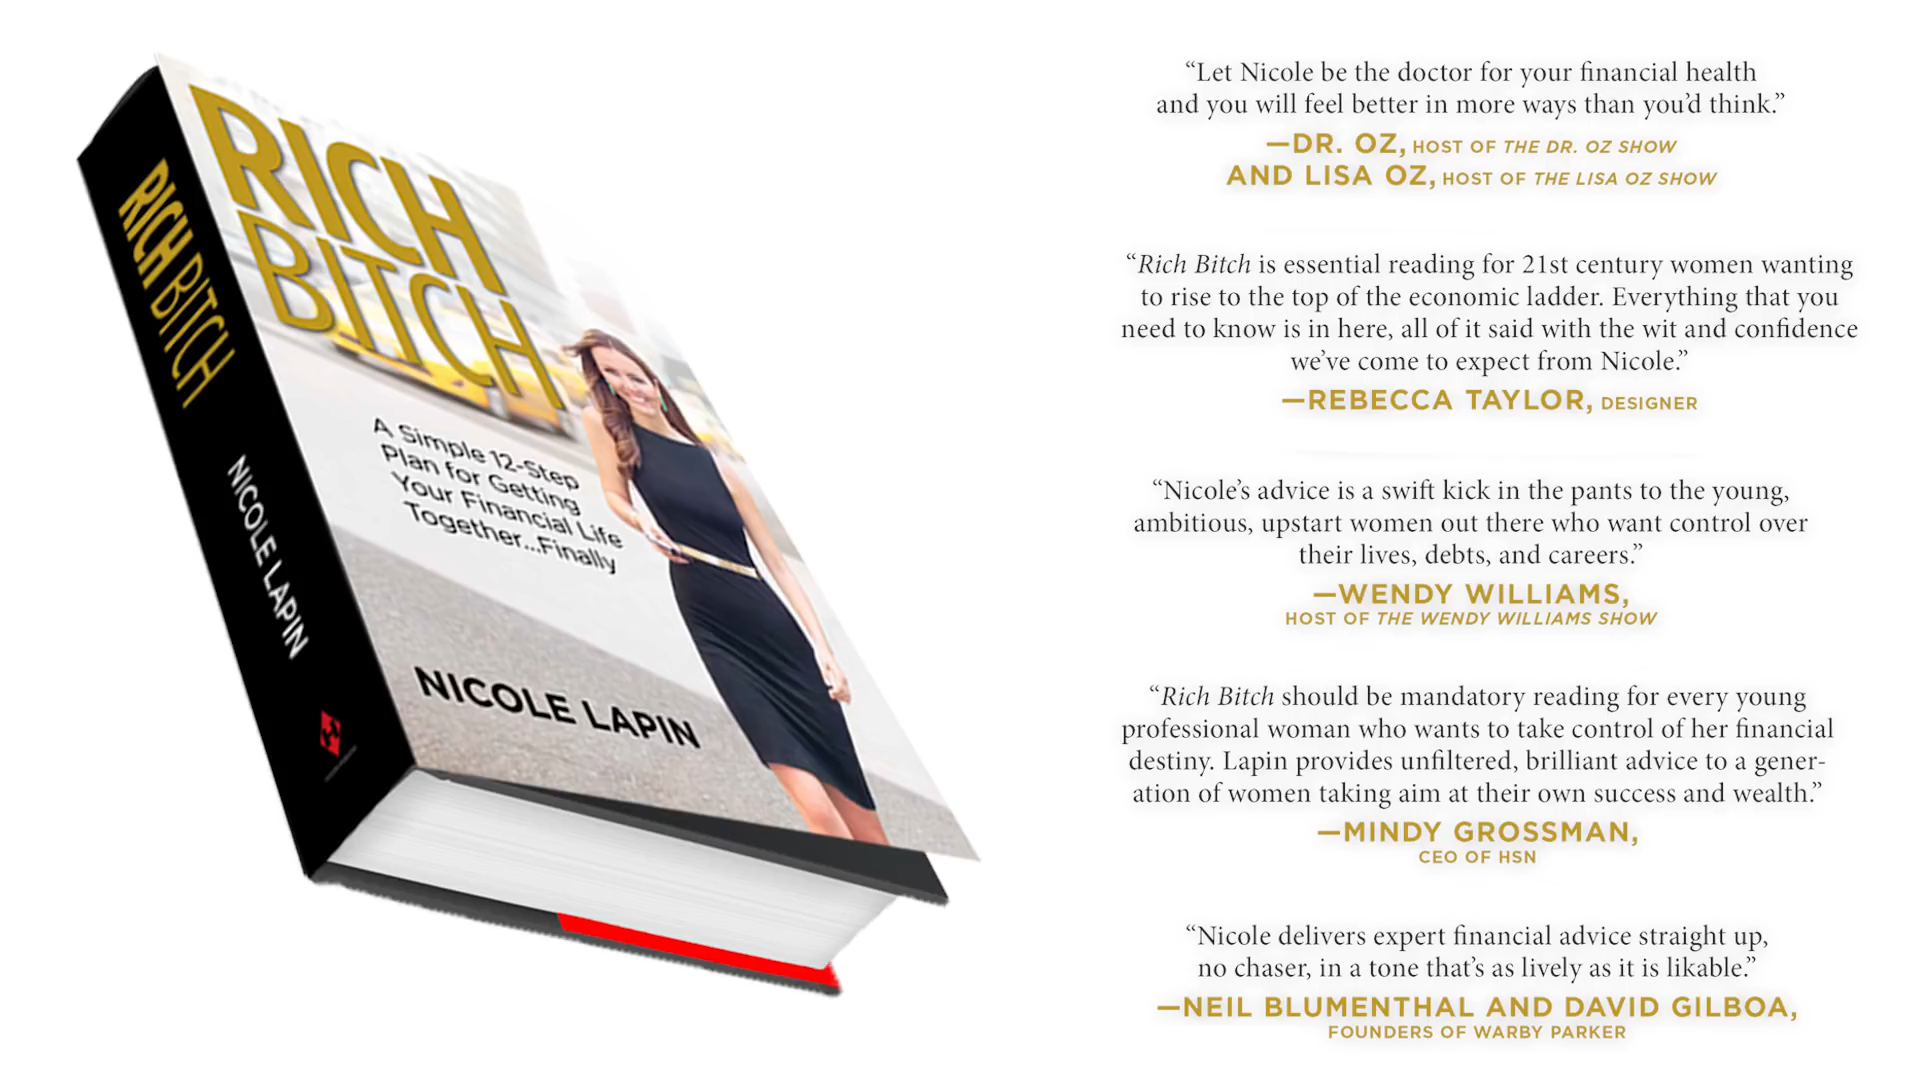 RICH
BITCH
A Simple 12-Step
Plan for Getting
Your Financial Life
Together...Finally
NICOLE LAPIN
RICH BITCH
NICOLE LAPIN
“Let Nicole be the doctor for your financial health
and you will feel better in more ways than you’d think.”
—DR. OZ, HOST OF THE DR. OZ SHOW
AND LISA OZ, HOST OF THE LISA OZ SHOW
“Rich Bitch is essential reading for 21st century women wanting
to rise to the top of the economic ladder. Everything that you
need to know is in here, all of it said with the wit and confidence
we’ve come to expect from Nicole.”
—REBECCA TAYLOR, DESIGNER
“Nicole’s advice is a swift kick in the pants to the young,
ambitious, upstart women out there who want control over
their lives, debts, and careers.”
—WENDY WILLIAMS,
HOST OF THE WENDY WILLIAMS SHOW
“Rich Bitch should be mandatory reading for every young
professional woman who wants to take control of her financial
destiny. Lapin provides unfiltered, brilliant advice to a gener-
ation of women taking aim at their own success and wealth.”
—MINDY GROSSMAN,
CEO OF HSN
“Nicole delivers expert financial advice straight up,
no chaser, in a tone that’s as lively as it is likable.”
—NEIL BLUMENTHAL AND DAVID GILBOA,
FOUNDERS OF WARBY PARKER